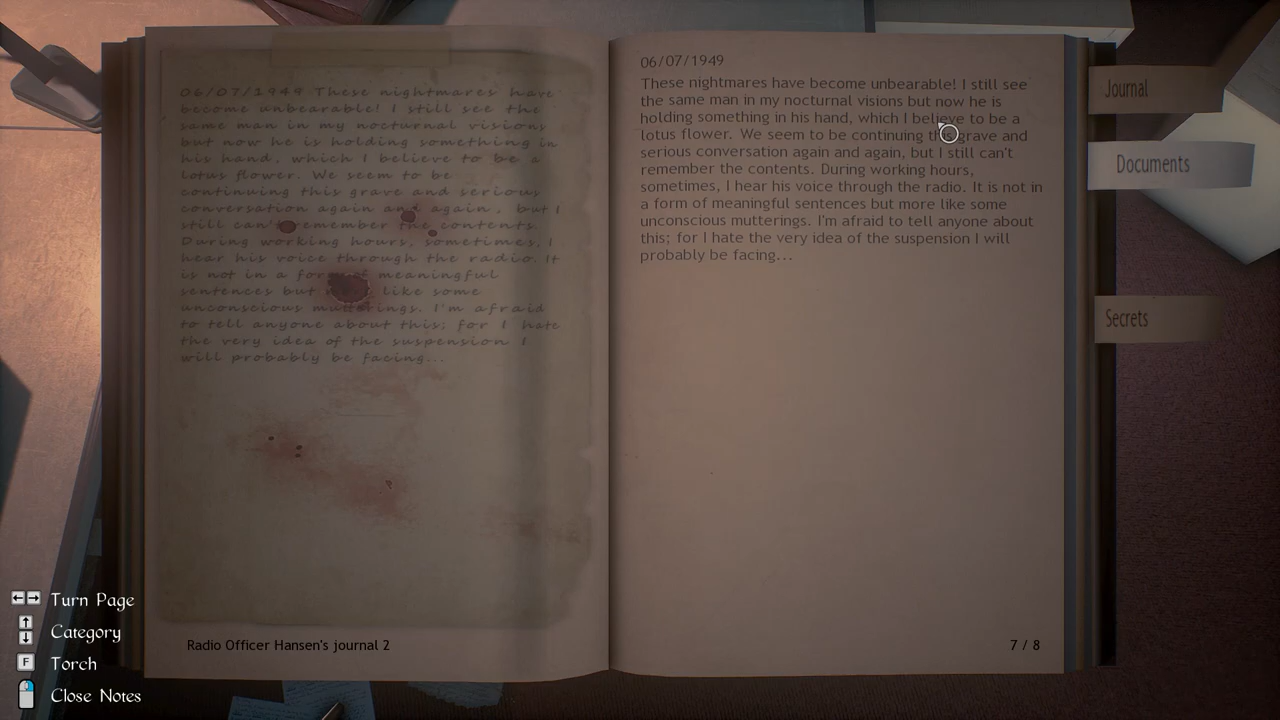 06/07/1949 These nightmares have
become unbearable! I still see the
same man in my nocturnal visions
but now he is holding something in
his hand, which I believe to be a
lotus flower. We seem to be
continuing this grave and serious
conversation again and again, but I
still can't remember the contents.
During working hours, sometimes, I
hear his voice through the radio. It
is not in a form of meaningful
sentences but more like some
unconscious mutterings. I'm afraid
to tell anyone about this; for I hate
the very idea of the suspension I
will probably be facing...
Radio Officer Hansen's journal 2
06/07/1949
These nightmares have become unbearable! I still see
the same man in my nocturnal visions but now he is
holding something in his hand, which I believe to be a
lotus flower. We seem to be continuing this grave and
serious conversation again and again, but I still can't
remember the contents. During working hours,
sometimes, I hear his voice through the radio. It is not in
a form of meaningful sentences but more like some
unconscious mutterings. I'm afraid to tell anyone about
this; for I hate the very idea of the suspension I will
probably be facing...
7 / 8
Journal
Documents
Secrets
Turn Page
Category
F Torch
Close Notes